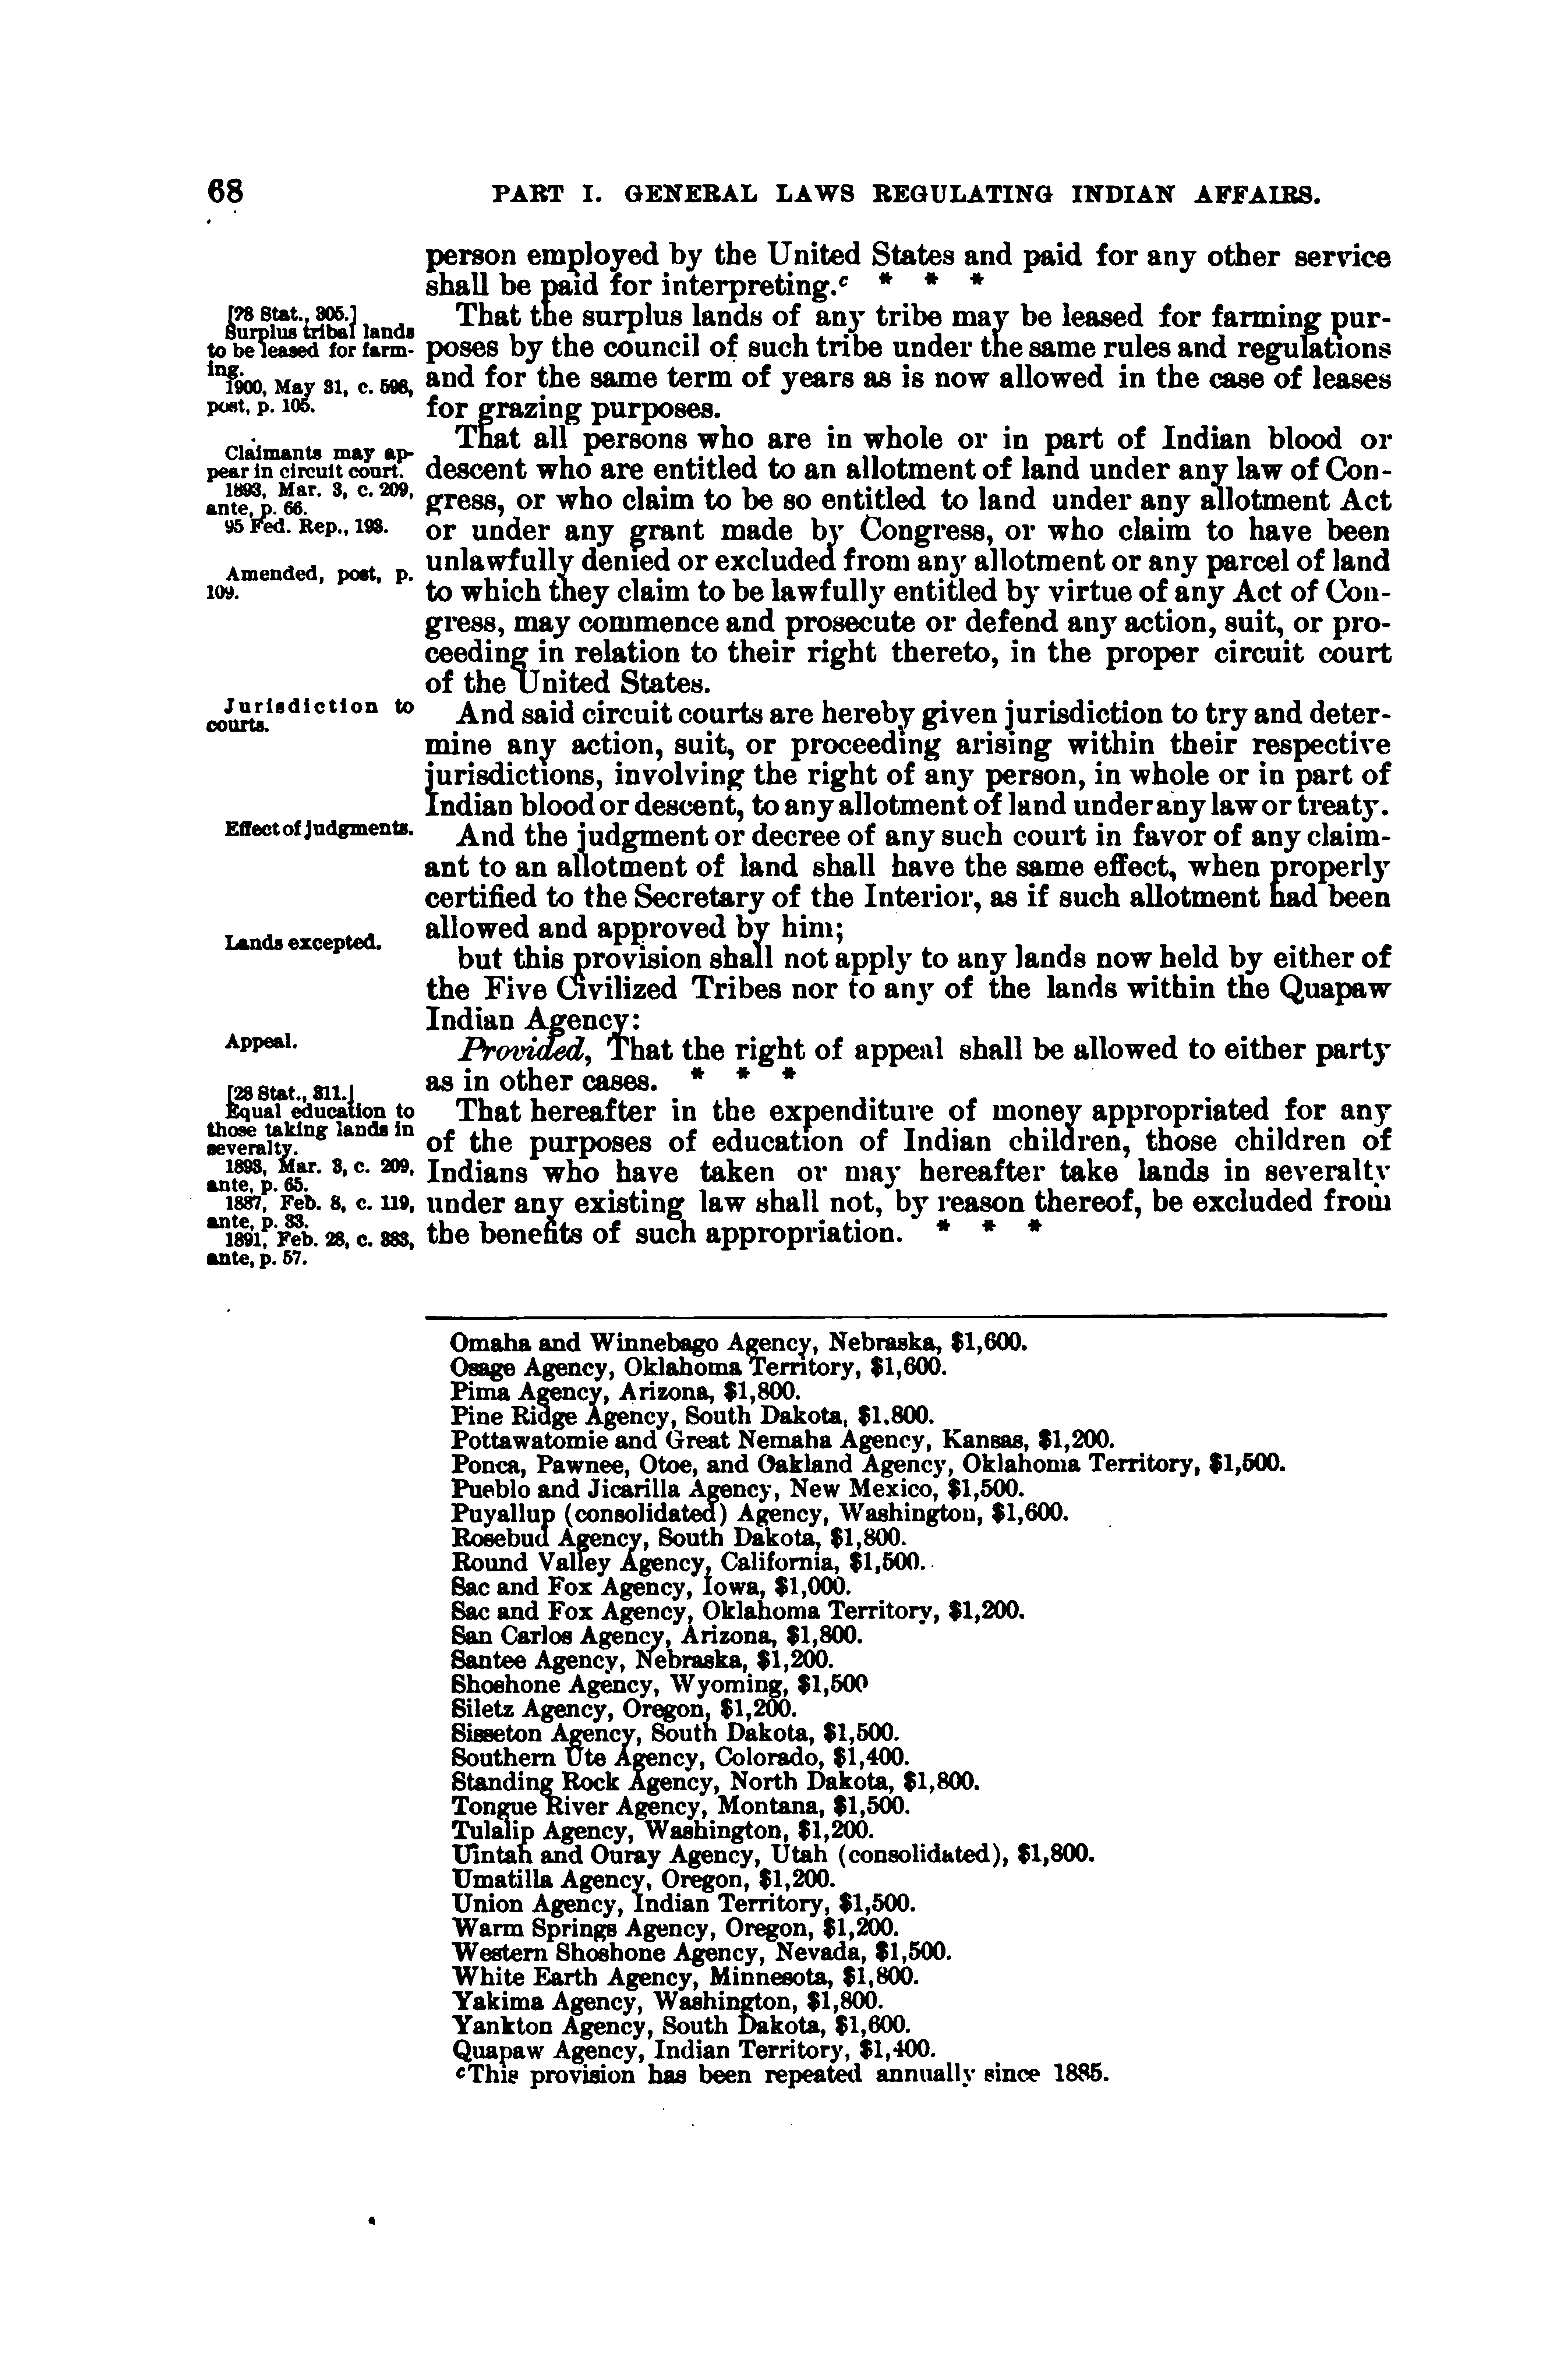 68
PART I. GENERAL LAWS REGULATING INDIAN AFFAIRS.
person employed by the United States and paid for any other service
shall be paid for interpreting.c * * *
[?8 Stat., 305.]
Surplus tribal lands
to be leased for farm-
ing.
1900, May 31, c. 598,
post, p. 105.
That the surplus lands of any tribe may be leased for farming pur-
poses by the council of such tribe under the same rules and regulations
and for the same term of years as is now allowed in the case of leases
for grazing purposes.
Claimants may ap-
pear in circuit court.
1893, Mar. 3, c. 209,
ante, p. 66.
95 Fed. Rep., 193.
Amended, post, p.
109.
That all persons who are in whole or in part of Indian blood or
descent who are entitled to an allotment of land under any law of Con-
gress, or who claim to be so entitled to land under any allotment Act
or under any grant made by Congress, or who claim to have been
unlawfully denied or excluded from any allotment or any parcel of land
to which they claim to be lawfully entitled by virtue of any Act of Con-
gress, may commence and prosecute or defend any action, suit, or pro-
ceeding in relation to their right thereto, in the proper circuit court
of the United States.
Jurisdiction to
courts.
And said circuit courts are hereby given jurisdiction to try and deter-
mine any action, suit, or proceeding arising within their respective
jurisdictions, involving the right of any person, in whole or in part of
Indian blood or descent, to any allotment of land under any law or treaty.
Effect of judgments.
And the judgment or decree of any such court in favor of any claim-
ant to an allotment of land shall have the same effect, when properly
certified to the Secretary of the Interior, as if such allotment had been
allowed and approved by him;
Lands excepted.
but this provision shall not apply to any lands now held by either of
the Five Civilized Tribes nor to any of the lands within the Quapaw
Indian Agency:
Appeal.
Provided, That the right of appeal shall be allowed to either party
as in other cases. * * *
[28 Stat., 311.]
Equal education to
those taking lands in
severalty.
1893, Mar. 3, c. 209,
ante, p. 65.
1887, Feb. 8, c. 119,
ante, p. 33.
1891, Feb. 28, c. 383,
ante, p. 57.
That hereafter in the expenditure of money appropriated for any
of the purposes of education of Indian children, those children of
Indians who have taken or may hereafter take lands in severalty
under any existing law shall not, by reason thereof, be excluded from
the benefits of such appropriation. * * *
Omaha and Winnebago Agency, Nebraska, $1,600.
Osage Agency, Oklahoma Territory, $1,600.
Pima Agency, Arizona, $1,800.
Pine Ridge Agency, South Dakota, $1,800.
Pottawatomie and Great Nemaha Agency, Kansas, $1,200.
Ponca, Pawnee, Otoe, and Oakland Agency, Oklahoma Territory, $1,500.
Pueblo and Jicarilla Agency, New Mexico, $1,500.
Puyallup (consolidated) Agency, Washington, $1,600.
Rosebud Agency, South Dakota, $1,800.
Round Valley Agency, California, $1,500.
Sac and Fox Agency, Iowa, $1,000.
Sac and Fox Agency, Oklahoma Territory, $1,200.
San Carlos Agency, Arizona, $1,800.
Santee Agency, Nebraska, $1,200.
Shoshone Agency, Wyoming, $1,500
Siletz Agency, Oregon, $1,200.
Sisseton Agency, South Dakota, $1,500.
Southern Ute Agency, Colorado, $1,400.
Standing Rock Agency, North Dakota, $1,800.
Tongue River Agency, Montana, $1,500.
Tulalip Agency, Washington, $1,200.
Uintah and Ouray Agency, Utah (consolidated), $1,800.
Umatilla Agency, Oregon, $1,200.
Union Agency, Indian Territory, $1,500.
Warm Springs Agency, Oregon, $1,200.
Western Shoshone Agency, Nevada, $1,500.
White Earth Agency, Minnesota, $1,800.
Yakima Agency, Washington, $1,800.
Yankton Agency, South Dakota, $1,600.
Quapaw Agency, Indian Territory, $1,400.
c This provision has been repeated annually since 1885.